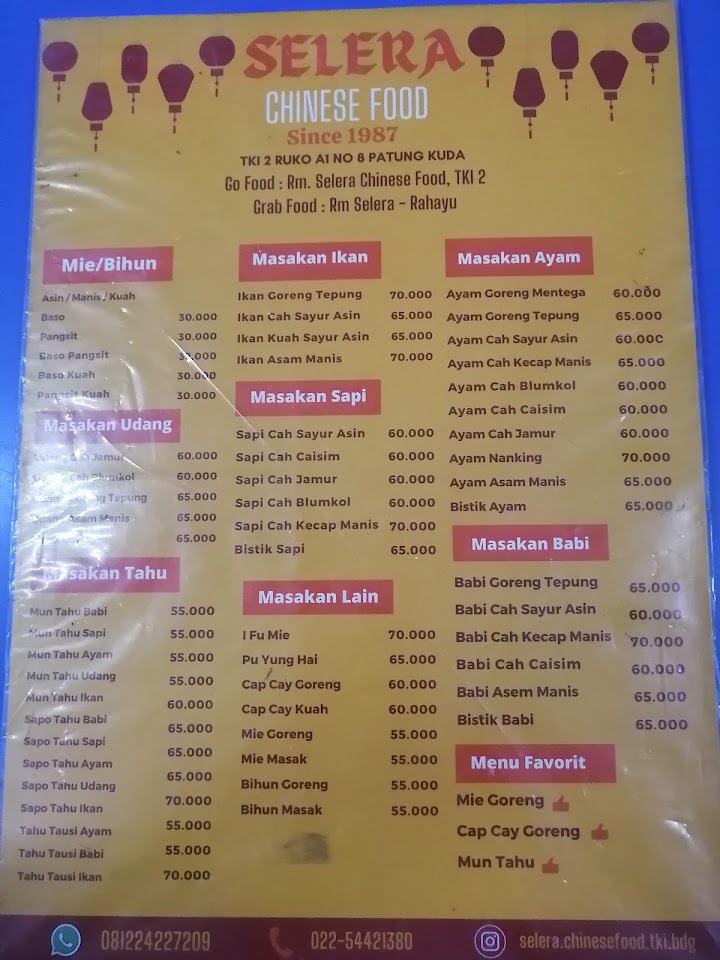 SELERA
CHINESE FOOD
Since 1987
TKI 2 RUKO A1 NO 8 PATUNG KUDA
Go Food : Rm. Selera Chinese Food, TKI 2
Grab Food : Rm Selera - Rahayu
Mie/Bihun
Asin / Manis / Kuah
Baso 30.000
Pangsit 30.000
Baso Pangsit
Baso Kuah 30.000
Pangsit Kuah 30.000
Masakan Udang
Jamur 60.000
Cah Blumkol 60.000
Goreng Tepung 65.000
Udang Asam Manis 65.000
65.000
Masakan Tahu
Mun Tahu Babi 55.000
Mun Tahu Sapi 55.000
Mun Tahu Ayam 55.000
Mun Tahu Udang 55.000
Mun Tahu Ikan 60.000
Sapo Tahu Babi 65.000
Sapo Tahu Sapi 65.000
Sapo Tahu Ayam 65.000
Sapo Tahu Udang
Sapo Tahu Ikan 70.000
Tahu Tausi Ayam 55.000
Tahu Tausi Babi 55.000
Tahu Tausi Ikan 70.000
Masakan Ikan
Ikan Goreng Tepung 70.000
Ikan Cah Sayur Asin 65.000
Ikan Kuah Sayur Asin 65.000
Ikan Asam Manis 70.000
Masakan Sapi
Sapi Cah Sayur Asin 60.000
Sapi Cah Caisim 60.000
Sapi Cah Jamur 60.000
Sapi Cah Blumkol 60.000
Sapi Cah Kecap Manis 70.000
Bistik Sapi 65.000
Masakan Lain
I Fu Mie 70.000
Pu Yung Hai 65.000
Cap Cay Goreng 60.000
Cap Cay Kuah 60.000
Mie Goreng 55.000
Mie Masak 55.000
Bihun Goreng 55.000
Bihun Masak 55.000
Masakan Ayam
Ayam Goreng Mentega 60.000
Ayam Goreng Tepung 65.000
Ayam Cah Sayur Asin 60.000
Ayam Cah Kecap Manis 65.000
Ayam Cah Blumkol 60.000
Ayam Cah Caisim 60.000
Ayam Cah Jamur 60.000
Ayam Nanking 70.000
Ayam Asam Manis 65.000
Bistik Ayam 65.000
Masakan Babi
Babi Goreng Tepung 65.000
Babi Cah Sayur Asin 60.000
Babi Cah Kecap Manis 70.000
Babi Cah Caisim 60.000
Babi Asem Manis 65.000
Bistik Babi 65.000
Menu Favorit
Mie Goreng
Cap Cay Goreng
Mun Tahu
081224227209
022-54421380
selera.chinesefood.tki.bdg